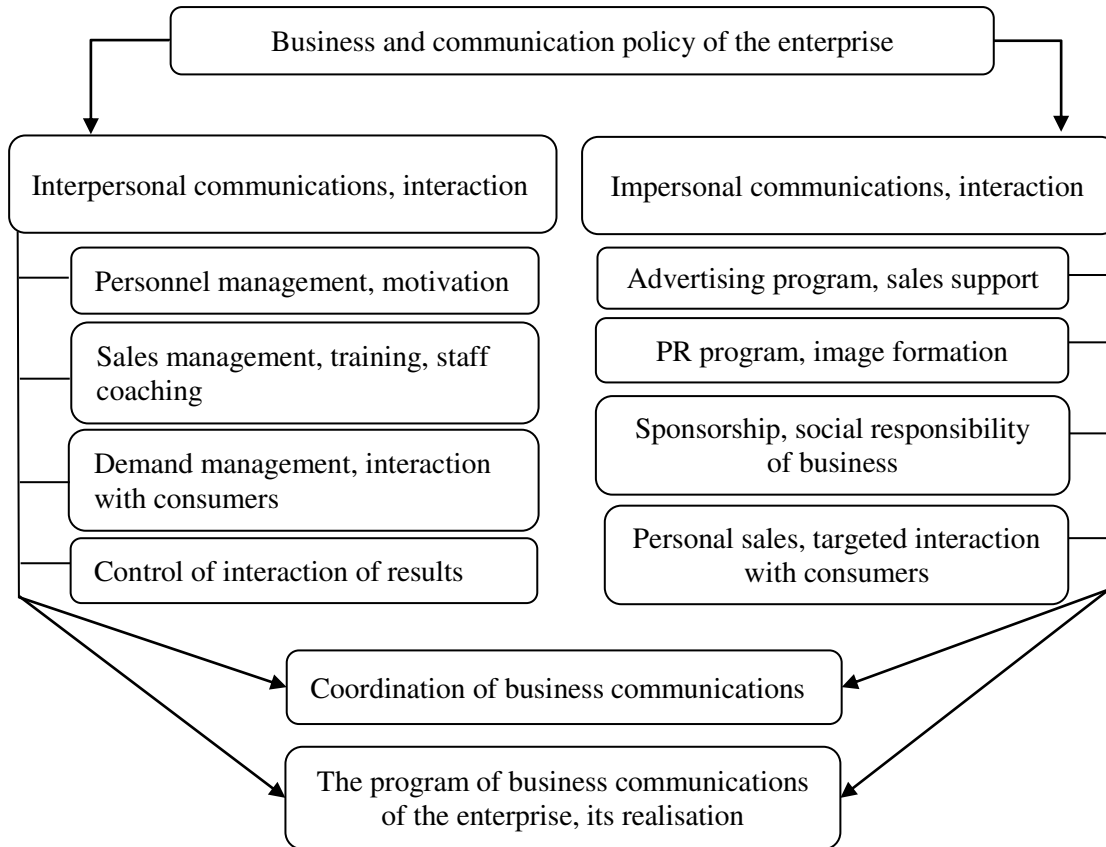 Business and communication policy of the enterprise
Interpersonal communications, interaction
Impersonal communications, interaction
Personnel management, motivation
Sales management, training, staff
coaching
Demand management, interaction
with consumers
Control of interaction of results
Advertising program, sales support
PR program, image formation
Sponsorship, social responsibility
of business
Personal sales, targeted interaction
with consumers
Coordination of business communications
The program of business communications
of the enterprise, its realisation